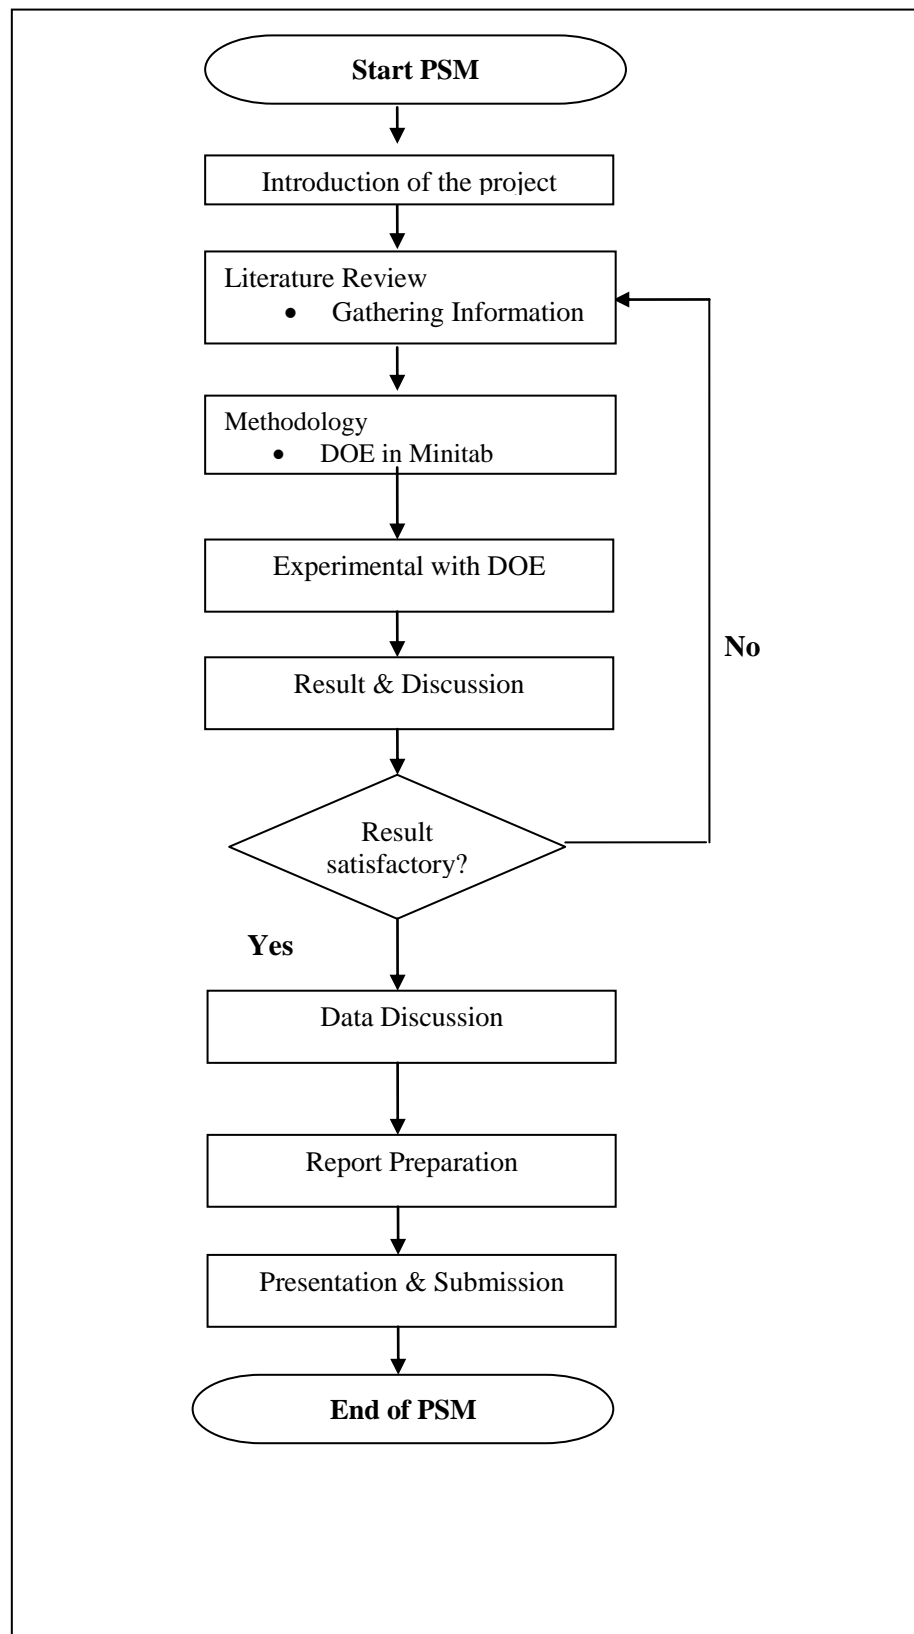 Start PSM
Introduction of the project
Literature Review
• Gathering Information
Methodology
• DOE in Minitab
Experimental with DOE
Result & Discussion
No
Result
satisfactory?
Yes
Data Discussion
Report Preparation
Presentation & Submission
End of PSM